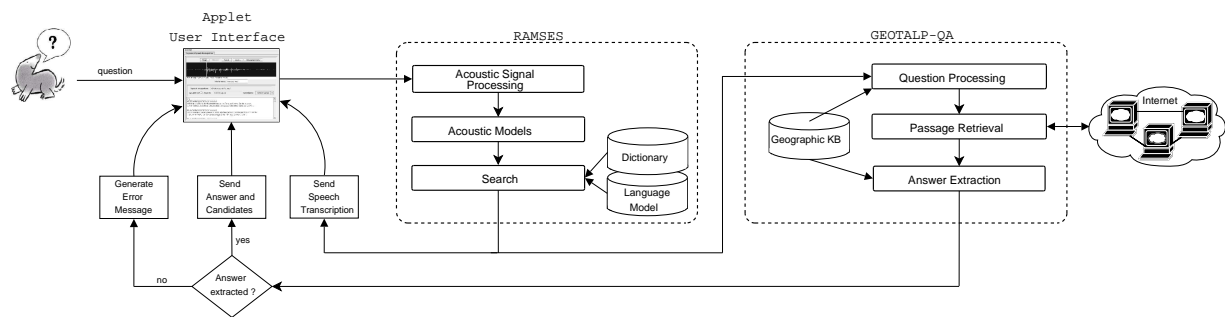 Applet
User Interface
?
question
RAMSES
Acoustic Signal
Processing
Acoustic Models
Search
Dictionary
Language
Model
GEOTALP-QA
Question Processing
Passage Retrieval
Answer Extraction
Geographic KB
Internet
Generate
Error
Message
Send
Answer and
Candidates
Send
Speech
Transcription
yes
no
Answer
extracted ?